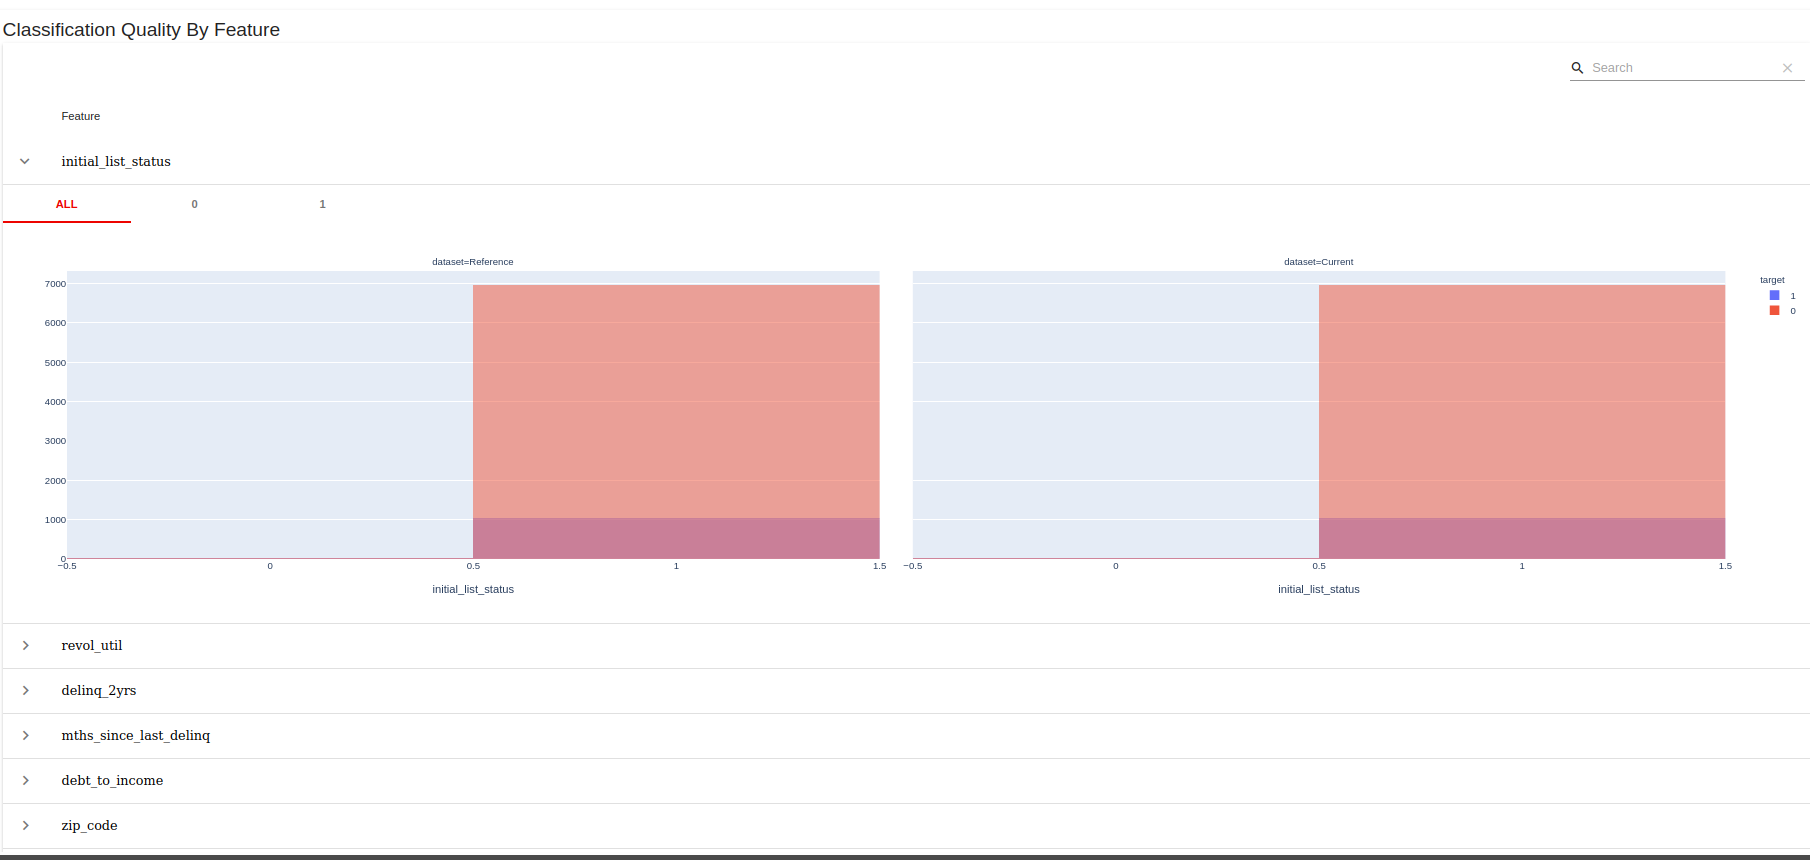 Classification Quality By Feature
Search
Feature
initial_list_status
ALL 0 1
dataset=Reference dataset=Current
target
1
0
7000
6000
5000
4000
3000
2000
1000
0
−0.5 0 0.5 1 1.5 −0.5 0 0.5 1 1.5
initial_list_status initial_list_status
revol_util
delinq_2yrs
mths_since_last_delinq
debt_to_income
zip_code